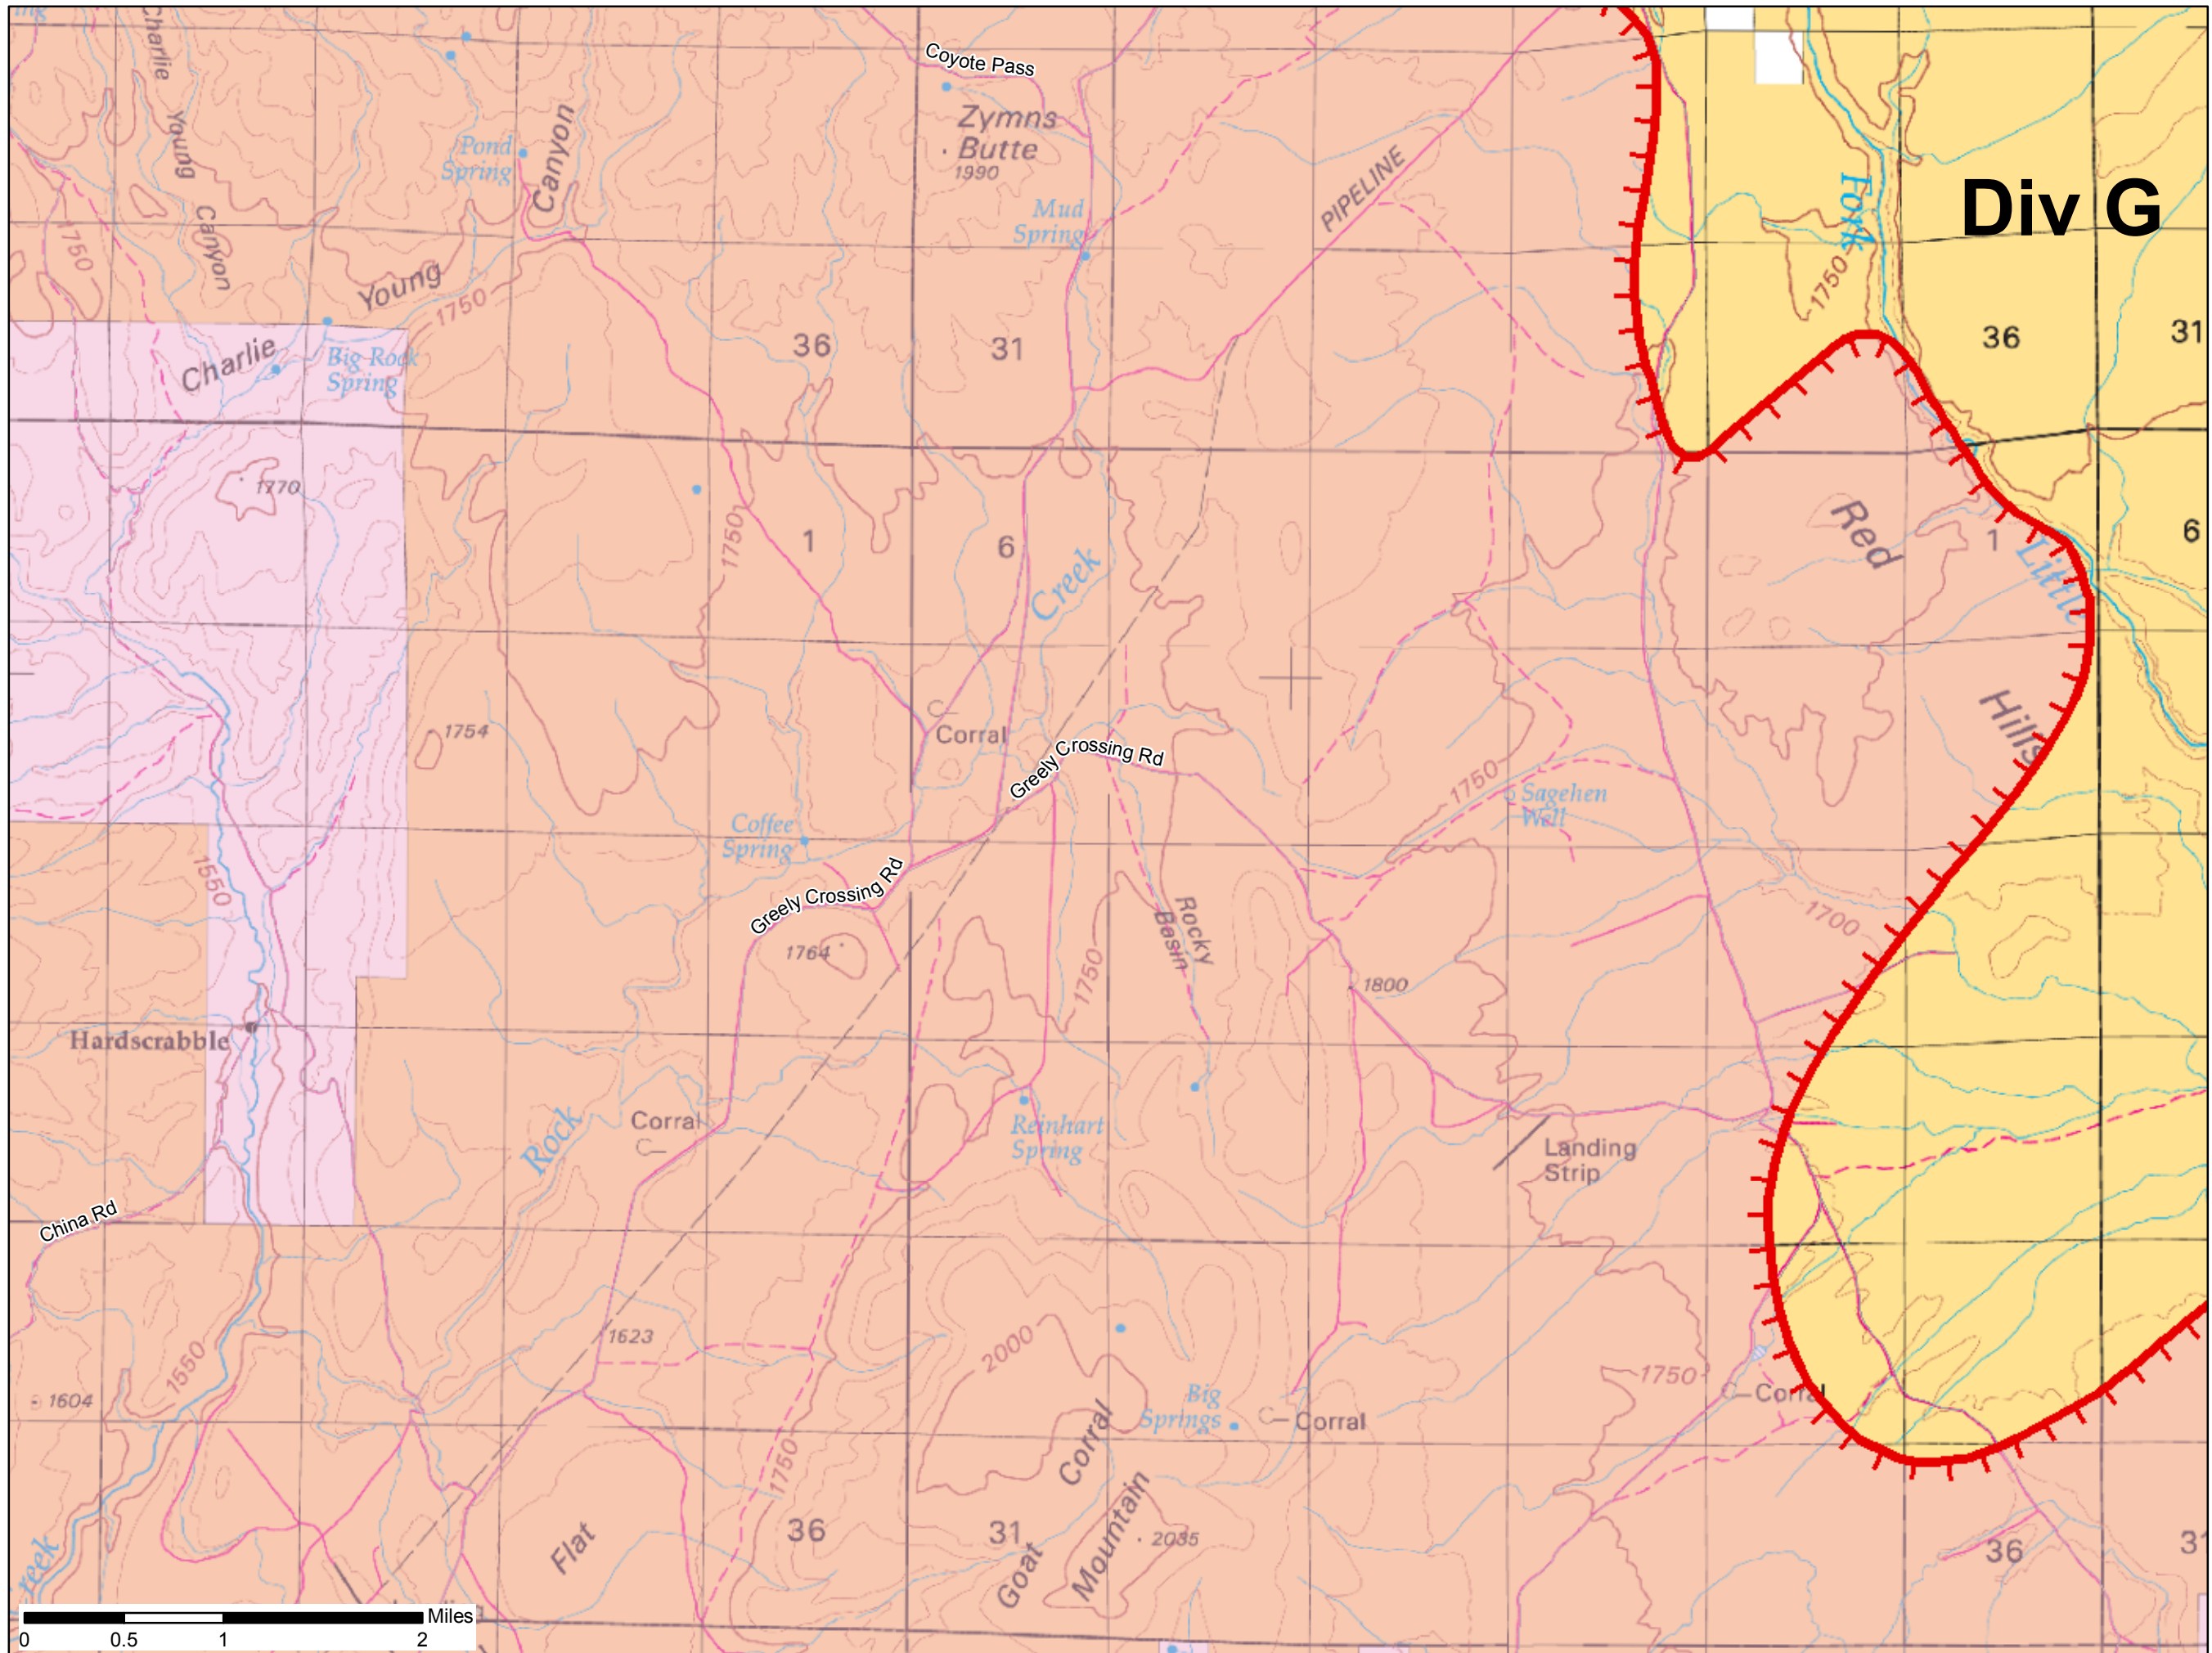 Charlie
Young
Canyon
Coyote Pass
Zymns
Butte
1990
Pond
Spring
Canyon
Mud
Spring
PIPELINE
Fork
Div G
1750
1750
Young
1750
Charlie
Big Rock
Spring
36
31
36
31
1770
1750
1
6
Creek
Red
1
Little
6
Hills
1754
Corral
Greely Crossing Rd
1750
Sagehen
Well
Coffee
Spring
1550
Greely Crossing Rd
1764
Rocky
Basin
1750
1700
1800
Hardscrabble
Rock
Corral
Reinhart
Spring
Landing
Strip
China Rd
1623
2000
1550
1604
1750
Corral
Big
Springs
Corral
Corral
1750
Flat
36
31
Goat
Mountain
2035
36
31
reek
Miles
0
0.5
1
2